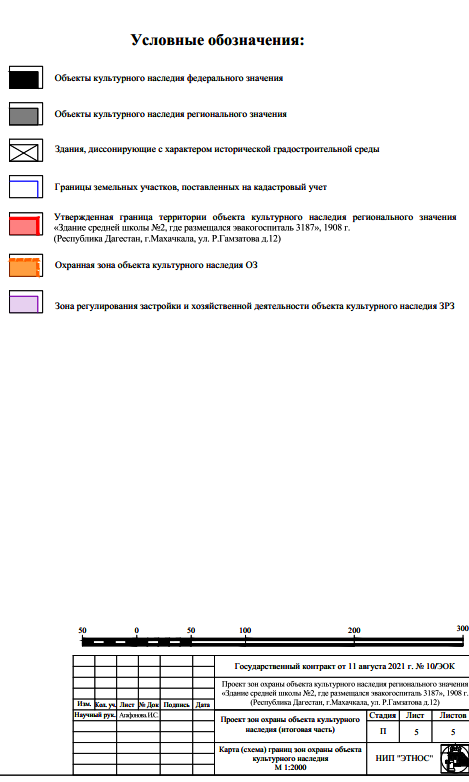 Условные обозначения:
Объекты культурного наследия федерального значения
Объекты культурного наследия регионального значения
Здания, диссонирующие с характером исторической градостроительной среды
Границы земельных участков, поставленных на кадастровый учет
Утвержденная граница территории объекта культурного наследия регионального значения
«Здание средней школы №2, где размещался эвакогоспиталь 3187», 1908 г.
(Республика Дагестан, г.Махачкала, ул. Р.Гамзатова д.12)
Охранная зона объекта культурного наследия ОЗ
Зона регулирования застройки и хозяйственной деятельности объекта культурного наследия ЗРЗ
50 0 50 100 200 300
Государственный контракт от 11 августа 2021 г. № 10/ЭОК
Проект зон охраны объекта культурного наследия регионального значения
«Здание средней школы №2, где размещался эвакогоспиталь 3187», 1908 г.
(Республика Дагестан, г.Махачкала, ул. Р.Гамзатова д.12)
Изм. Кол. уч. Лист № Док Подпись Дата
Научный рук. Агафонова.И.С
Проект зон охраны объекта культурного
наследия (итоговая часть)
Стадия Лист Листов
П 5 5
Карта (схема) границ зон охраны объекта
культурного наследия
М 1:2000
НИП "ЭТНОС"